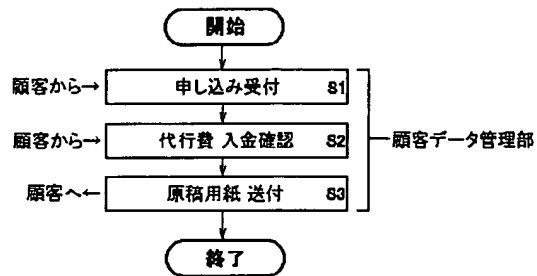 開始
顧客から→ 申し込み受付 S1
顧客から→ 代行費 入金確認 S2
顧客データ管理部
顧客へ← 原稿用紙 送付 S3
終了